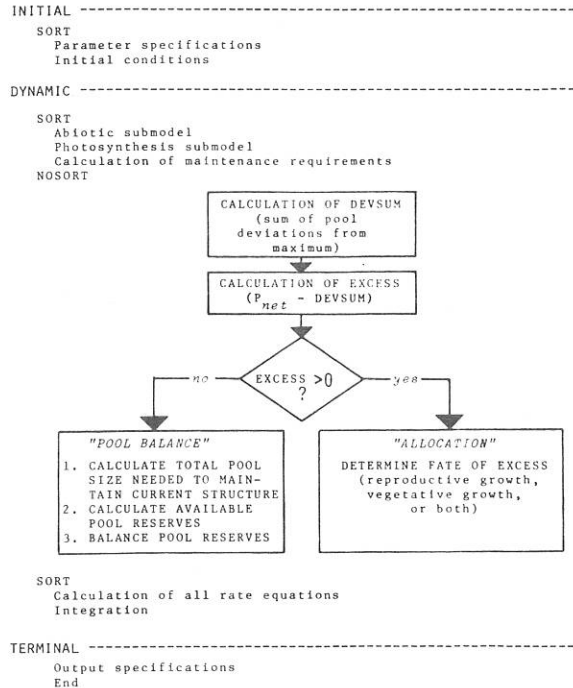 INITIAL
SORT
Parameter specifications
Initial conditions
DYNAMIC
SORT
Abiotic submodel
Photosynthesis submodel
Calculation of maintenance requirements
NOSORT
CALCULATION OF DEVSUM
(sum of pool
deviations from
maximum)
CALCULATION OF EXCESS
(Pnet - DEVSUM)
EXCESS >0
?
no
yes
"POOL BALANCE"
1. CALCULATE TOTAL POOL
SIZE NEEDED TO MAIN-
TAIN CURRENT STRUCTURE
2. CALCULATE AVAILABLE
POOL RESERVES
3. BALANCE POOL RESERVES
"ALLOCATION"
DETERMINE FATE OF EXCESS
(reproductive growth,
vegetative growth,
or both)
SORT
Calculation of all rate equations
Integration
TERMINAL
Output specifications
End